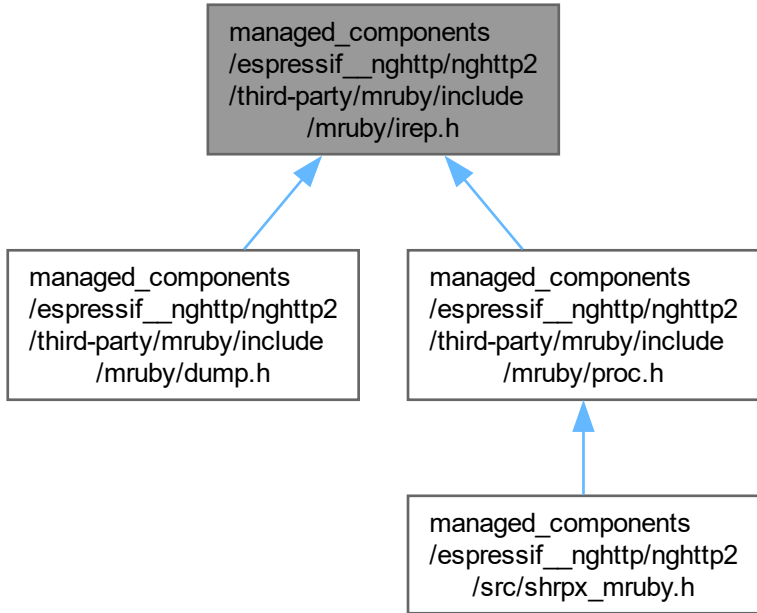 managed_components
/espressif__nghttp/nghttp2
/third-party/mruby/include
/mruby/irep.h
managed_components
/espressif__nghttp/nghttp2
/third-party/mruby/include
/mruby/dump.h
managed_components
/espressif__nghttp/nghttp2
/third-party/mruby/include
/mruby/proc.h
managed_components
/espressif__nghttp/nghttp2
/src/shrpx_mruby.h